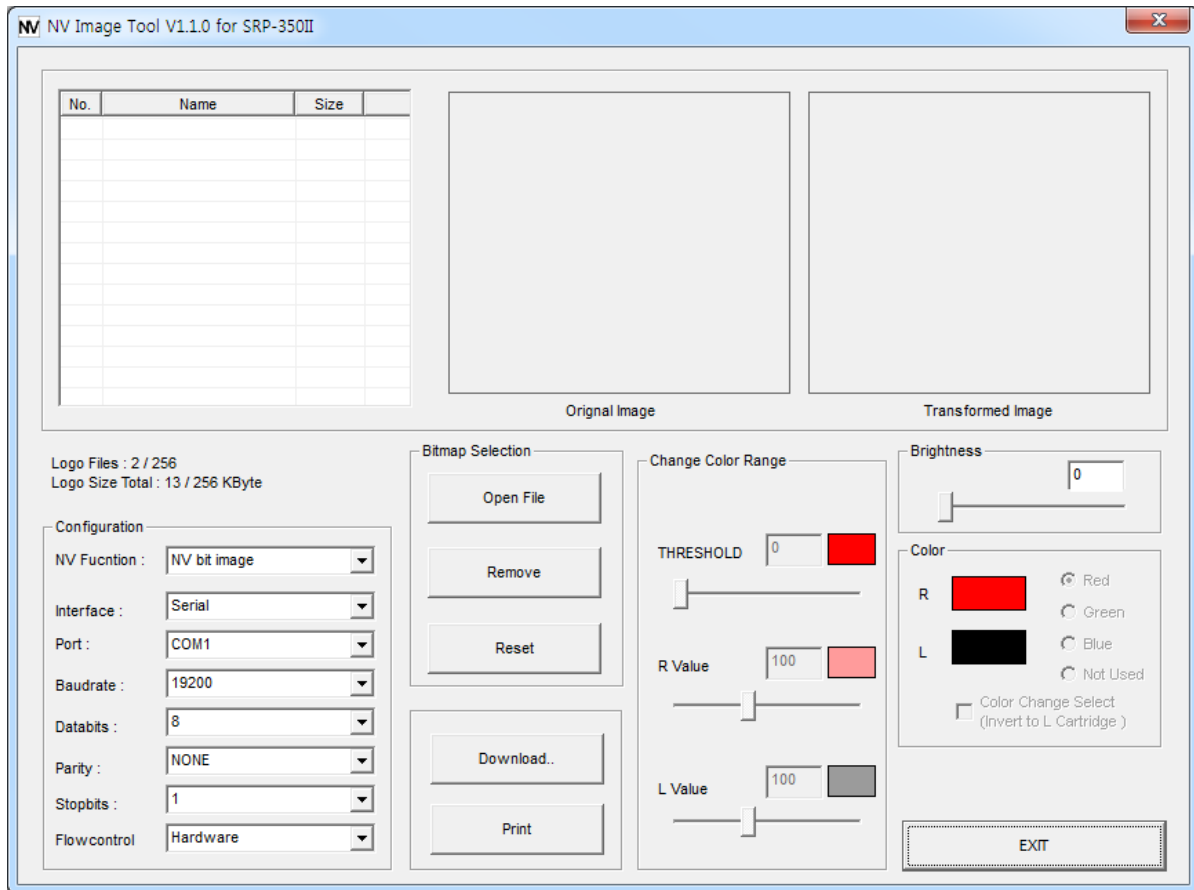 NV NV Image Tool V1.1.0 for SRP-350II
No. Name Size
Orignal Image
Transformed Image
Logo Files : 2 / 256
Logo Size Total : 13 / 256 KByte
Configuration
NV Fucntion : NV bit image
Interface : Serial
Port : COM1
Baudrate : 19200
Databits : 8
Parity : NONE
Stopbits : 1
Flowcontrol Hardware
Bitmap Selection
Open File
Remove
Reset
Download..
Print
Change Color Range
THRESHOLD 0
R Value 100
L Value 100
Brightness
0
Color
R
L
Red
Green
Blue
Not Used
Color Change Select
(Invert to L Cartridge )
EXIT